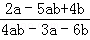 2a - 5ab+4b
4ab - 3a - 6b